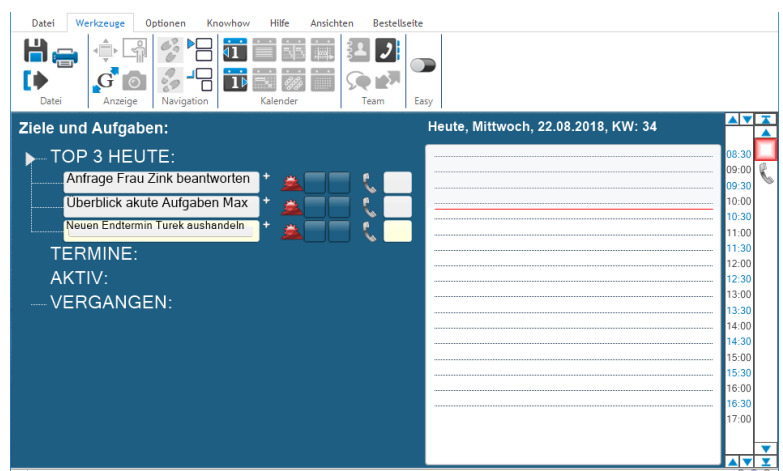 Datei Werkzeuge Optionen Knowhow Hilfe Ansichten Bestellseite
G 1 1
Datei Anzeige Navigation Kalender Team Easy
Ziele und Aufgaben:
Heute, Mittwoch, 22.08.2018, KW: 34
TOP 3 HEUTE:
Anfrage Frau Zink beantworten +
Überblick akute Aufgaben Max +
Neuen Endtermin Turek aushandeln +
TERMINE:
AKTIV:
VERGANGEN:
08:30
09:00
09:30
10:00
10:30
11:00
11:30
12:00
12:30
13:00
13:30
14:00
14:30
15:00
15:30
16:00
16:30
17:00